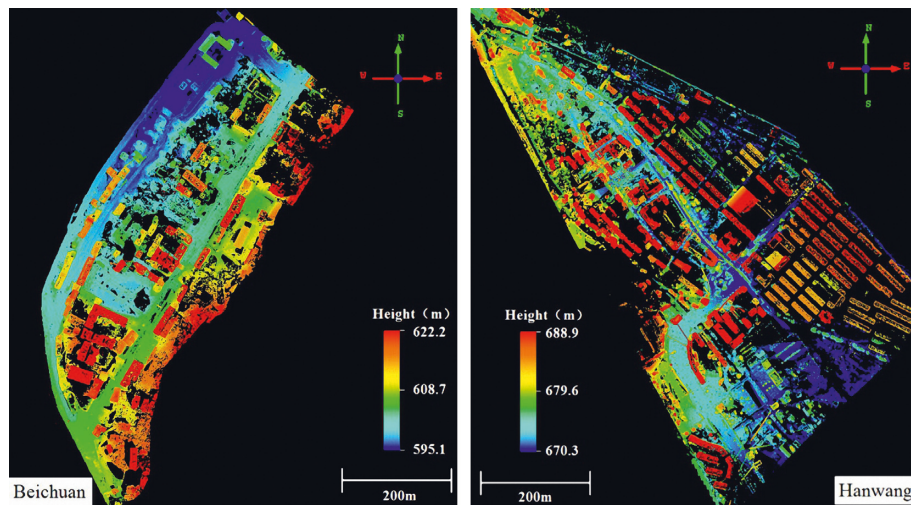 N
W E
S
Height (m)
622.2
608.7
595.1
200m
Beichuan
N
W E
S
Height (m)
688.9
679.6
670.3
200m
Hanwang